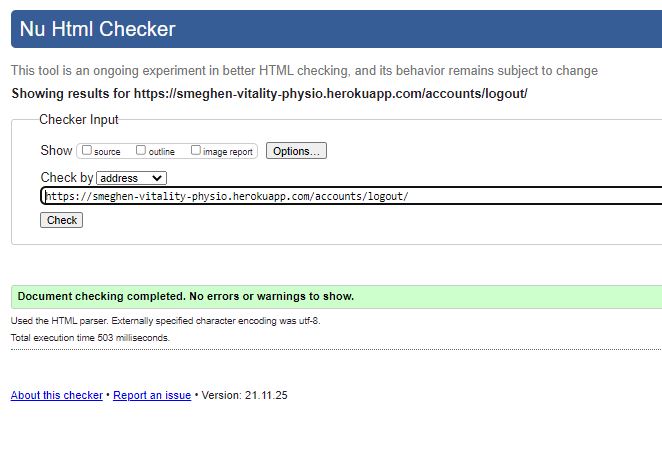 Nu Html Checker
This tool is an ongoing experiment in better HTML checking, and its behavior remains subject to change
Showing results for https://smeghen-vitality-physio.herokuapp.com/accounts/logout/
Checker Input
Show source outline image report Options...
Check by address
https://smeghen-vitality-physio.herokuapp.com/accounts/logout/
Check
Document checking completed. No errors or warnings to show.
Used the HTML parser. Externally specified character encoding was utf-8.
Total execution time 503 milliseconds.
About this checker • Report an issue • Version: 21.11.25